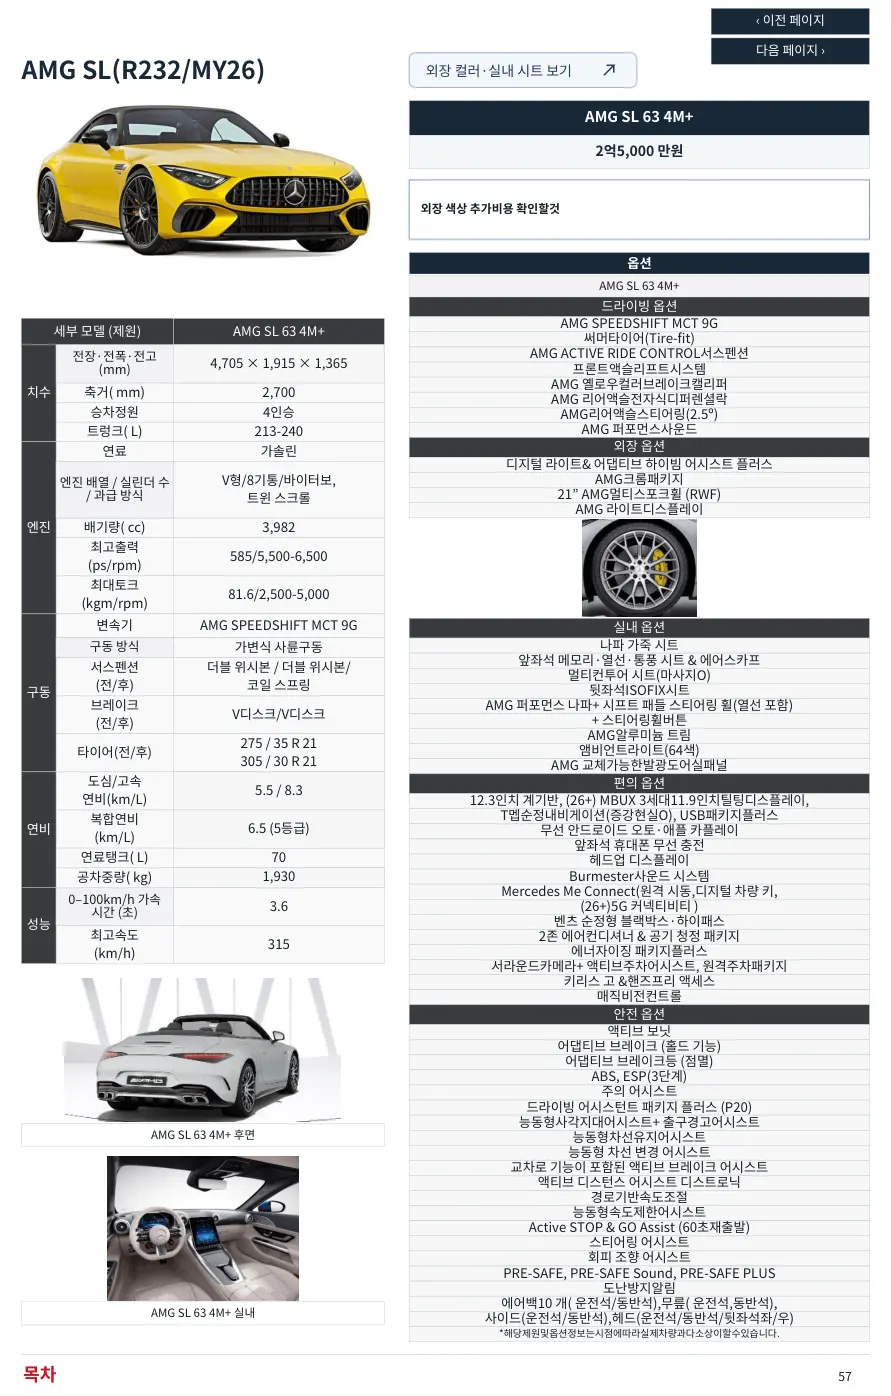 ‹ 이전 페이지
다음 페이지 ›
AMG SL(R232/MY26)
외장 컬러·실내 시트 보기
AMG SL 63 4M+
2억5,000 만원
외장 색상 추가비용 확인할것
세부 모델 (제원)
AMG SL 63 4M+
치수
전장·전폭·전고
(mm)
4,705 × 1,915 × 1,365
축거( mm)
2,700
승차정원
4인승
트렁크( L)
213-240
엔진
연료
가솔린
엔진 배열 / 실린더 수
/ 과급 방식
V형/8기통/바이터보,
트윈 스크롤
배기량( cc)
3,982
최고출력
(ps/rpm)
585/5,500-6,500
최대토크
(kgm/rpm)
81.6/2,500-5,000
구동
변속기
AMG SPEEDSHIFT MCT 9G
구동 방식
가변식 사륜구동
서스펜션
(전/후)
더블 위시본 / 더블 위시본/
코일 스프링
브레이크
(전/후)
V디스크/V디스크
타이어(전/후)
275 / 35 R 21
305 / 30 R 21
연비
도심/고속
연비(km/L)
5.5 / 8.3
복합연비
(km/L)
6.5 (5등급)
연료탱크( L)
70
공차중량( kg)
1,930
성능
0–100km/h 가속
시간 (초)
3.6
최고속도
(km/h)
315
AMG SL 63 4M+ 후면
AMG SL 63 4M+ 실내
옵션
AMG SL 63 4M+
드라이빙 옵션
AMG SPEEDSHIFT MCT 9G
써머타이어(Tire-fit)
AMG ACTIVE RIDE CONTROL서스펜션
프론트액슬리프트시스템
AMG 옐로우컬러브레이크캘리퍼
AMG 리어액슬전자식디퍼렌셜락
AMG리어액슬스티어링(2.5º)
AMG 퍼포먼스사운드
외장 옵션
디지털 라이트& 어댑티브 하이빔 어시스트 플러스
AMG크롬패키지
21” AMG멀티스포크휠 (RWF)
AMG 라이트디스플레이
실내 옵션
나파 가죽 시트
앞좌석 메모리·열선·통풍 시트 & 에어스카프
멀티컨투어 시트(마사지O)
뒷좌석ISOFIX시트
AMG 퍼포먼스 나파+ 시프트 패들 스티어링 휠(열선 포함)
+ 스티어링휠버튼
AMG알루미늄 트림
앰비언트라이트(64색)
AMG 교체가능한발광도어실패널
편의 옵션
12.3인치 계기반, (26+) MBUX 3세대11.9인치틸팅디스플레이,
T맵순정내비게이션(증강현실O), USB패키지플러스
무선 안드로이드 오토·애플 카플레이
앞좌석 휴대폰 무선 충전
헤드업 디스플레이
Burmester사운드 시스템
Mercedes Me Connect(원격 시동,디지털 차량 키,
(26+)5G 커넥티비티 )
벤츠 순정형 블랙박스·하이패스
2존 에어컨디셔너 & 공기 청정 패키지
에너자이징 패키지플러스
서라운드카메라+ 액티브주차어시스트, 원격주차패키지
키리스 고 &핸즈프리 액세스
매직비전컨트롤
안전 옵션
액티브 보닛
어댑티브 브레이크 (홀드 기능)
어댑티브 브레이크등 (점멸)
ABS, ESP(3단계)
주의 어시스트
드라이빙 어시스턴트 패키지 플러스 (P20)
능동형사각지대어시스트+ 출구경고어시스트
능동형차선유지어시스트
능동형 차선 변경 어시스트
교차로 기능이 포함된 액티브 브레이크 어시스트
액티브 디스턴스 어시스트 디스트로닉
경로기반속도조절
능동형속도제한어시스트
Active STOP & GO Assist (60초재출발)
스티어링 어시스트
회피 조향 어시스트
PRE-SAFE, PRE-SAFE Sound, PRE-SAFE PLUS
도난방지알림
에어백10 개( 운전석/동반석),무릎( 운전석,동반석),
사이드(운전석/동반석),헤드(운전석/동반석/뒷좌석좌/우)
*해당제원및옵션정보는시점에따라실제차량과다소상이할수있습니다.
목차
57